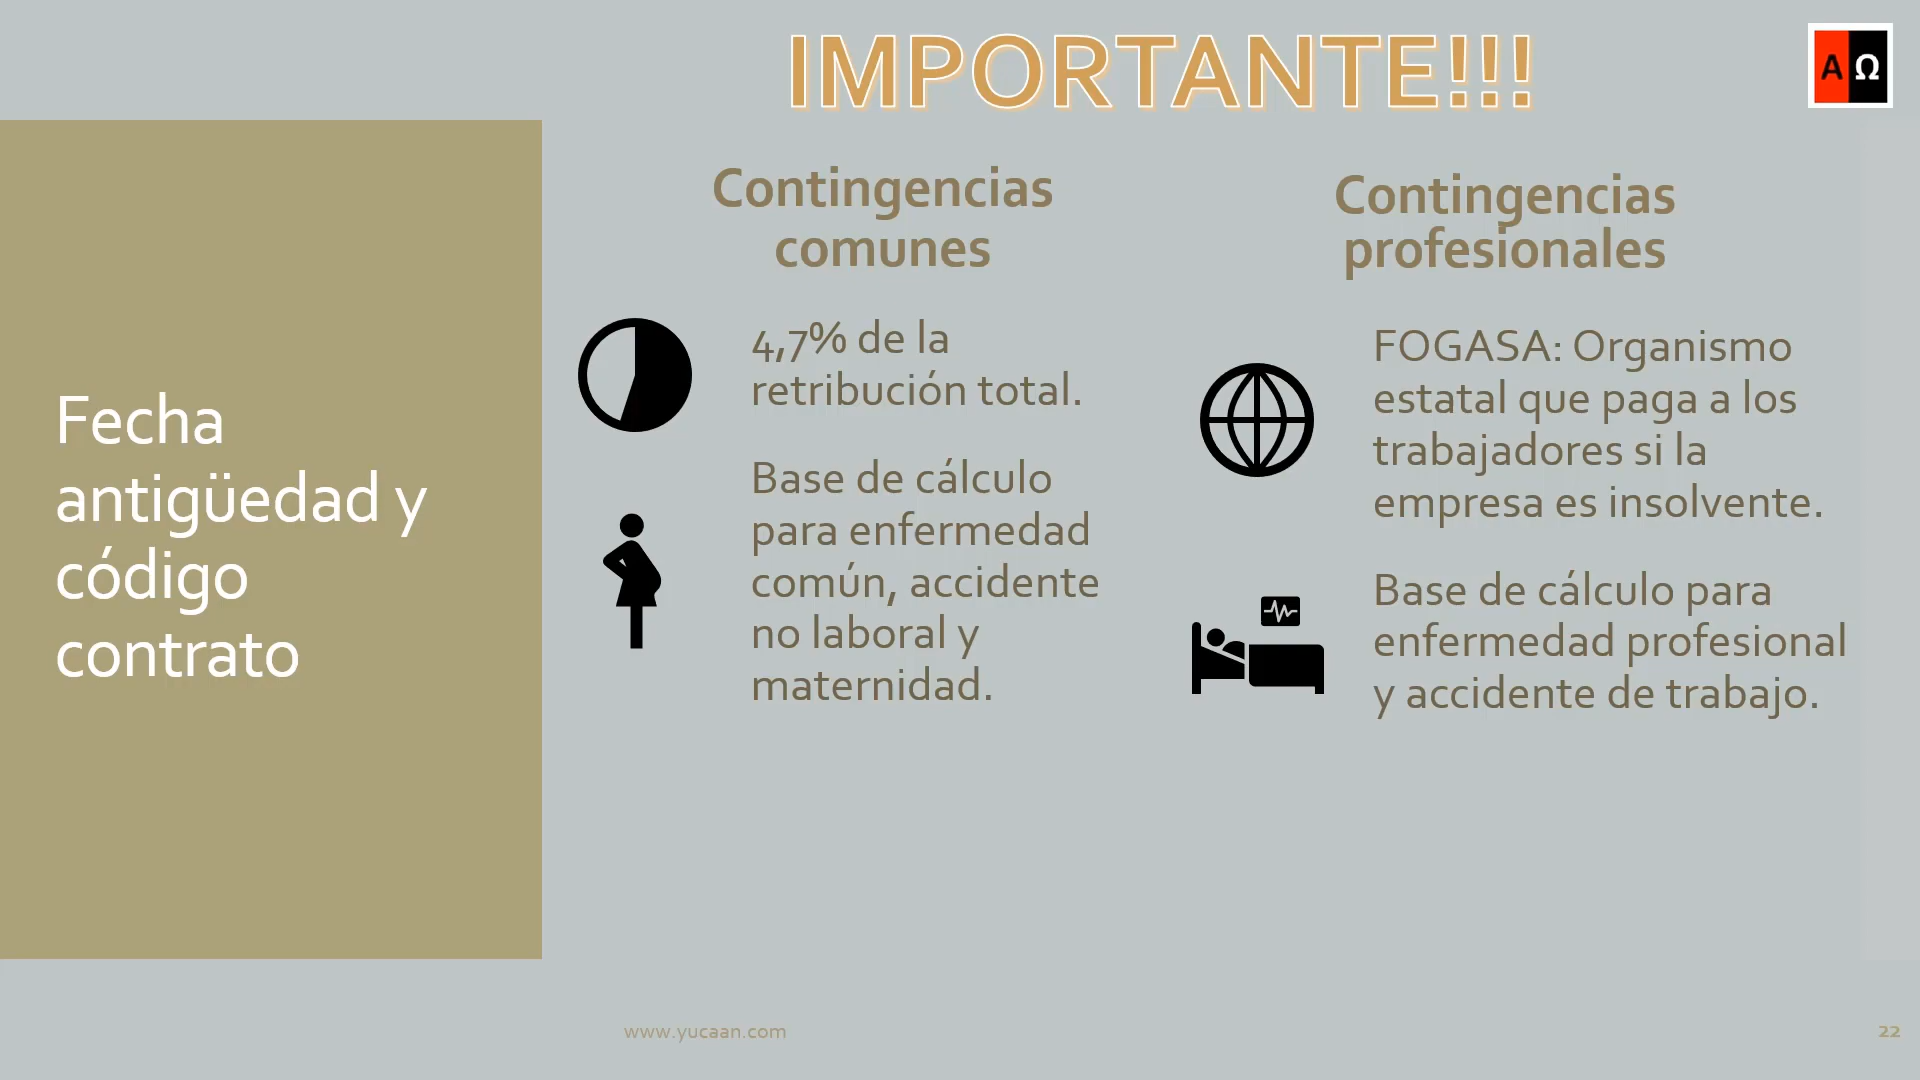 IMPORTANTE!!!
A Ω
Fecha
antigüedad y
código
contrato
Contingencias
comunes
4,7% de la
retribución total.
Base de cálculo
para enfermedad
común, accidente
no laboral y
maternidad.
Contingencias
profesionales
FOGASA: Organismo
estatal que paga a los
trabajadores si la
empresa es insolvente.
Base de cálculo para
enfermedad profesional
y accidente de trabajo.
www.yucaan.com
22